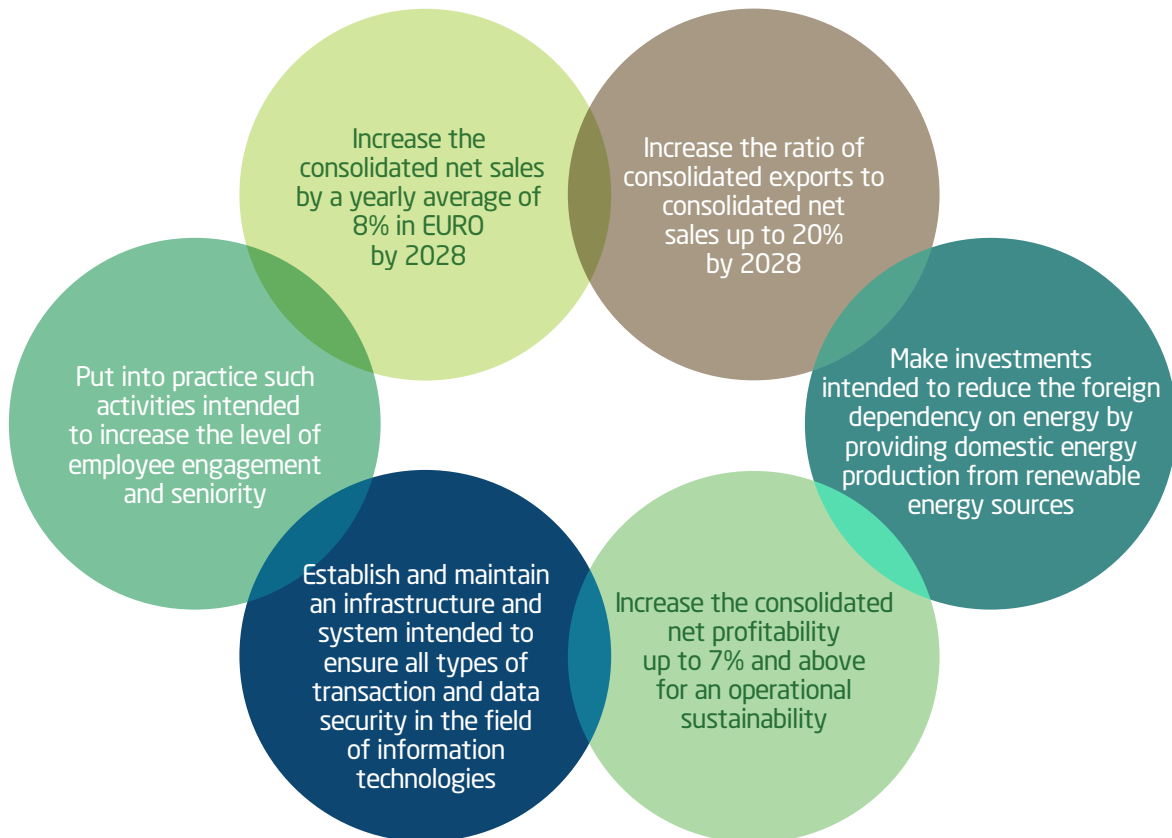 Increase the
consolidated net sales
by a yearly average of
8% in EURO
by 2028
Increase the ratio of
consolidated exports to
consolidated net
sales up to 20%
by 2028
Put into practice such
activities intended
to increase the level of
employee engagement
and seniority
Make investments
intended to reduce the foreign
dependency on energy by
providing domestic energy
production from renewable
energy sources
Establish and maintain
an infrastructure and
system intended to
ensure all types of
transaction and data
security in the field
of information
technologies
Increase the consolidated
net profitability
up to 7% and above
for an operational
sustainability